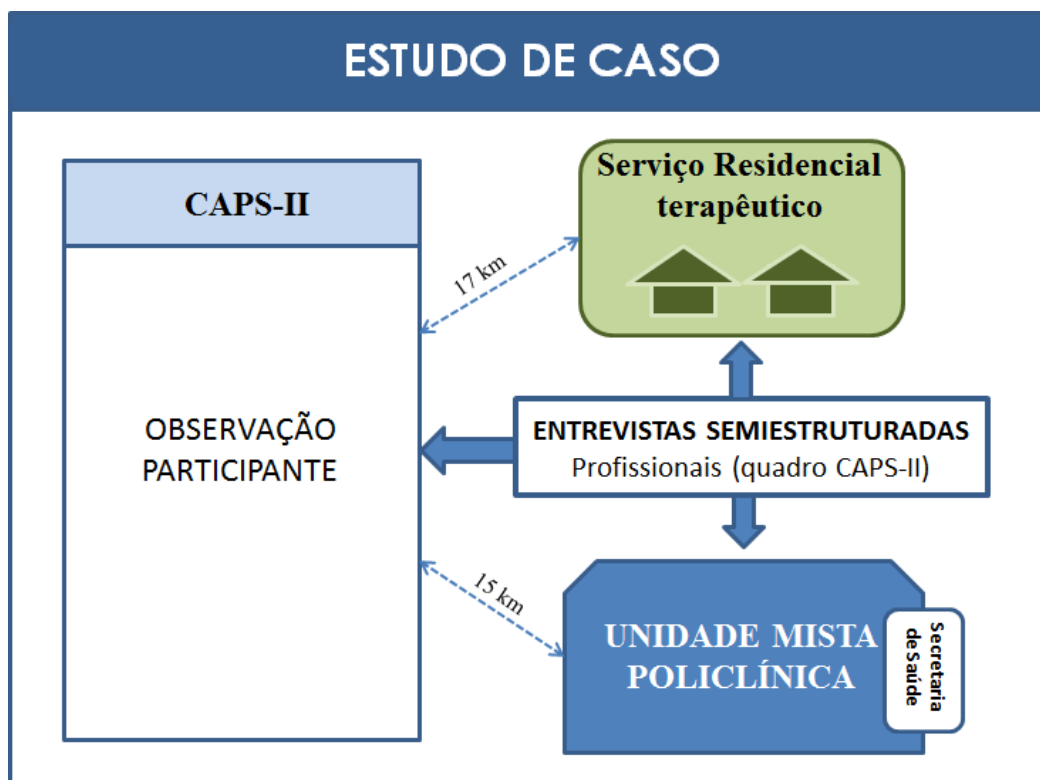 ESTUDO DE CASO
CAPS-II
OBSERVAÇÃO
PARTICIPANTE
17 km
Serviço Residencial
terapêutico
ENTREVISTAS SEMIESTRUTURADAS
Profissionais (quadro CAPS-II)
15 km
UNIDADE MISTA
POLICLÍNICA
Secretaria
de Saúde